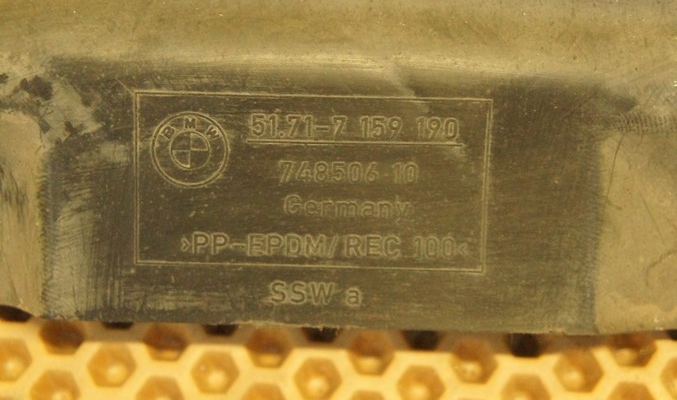 BMW
51.71-7 159 190
748506 10
Germany
>PP-EPDM/REC 100<
SSW a